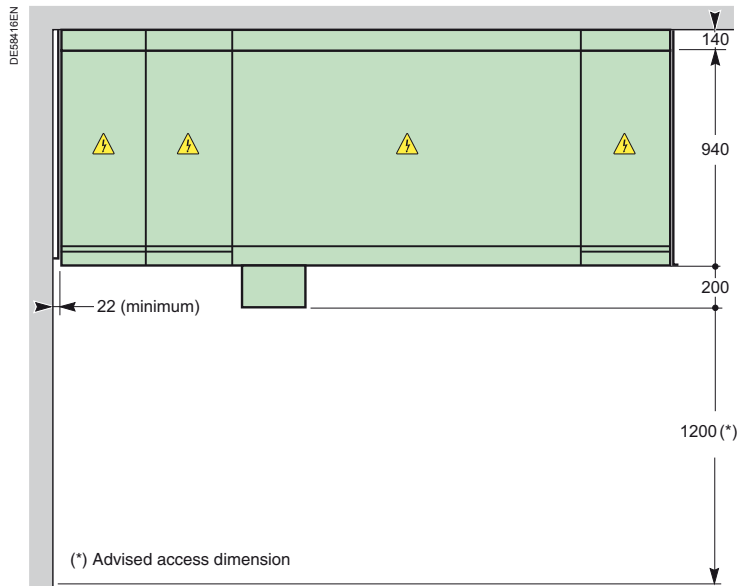 DE58416EN
140
940
200
22 (minimum)
1200 (*)
(*) Advised access dimension